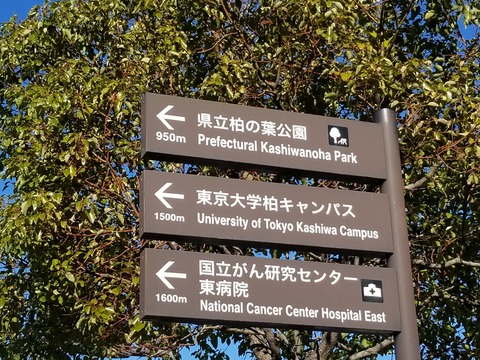 県立柏の葉公園
950m
Prefectural Kashiwanoha Park
東京大学柏キャンパス
1500m
University of Tokyo Kashiwa Campus
国立がん研究センター
東病院
1600m
National Cancer Center Hospital East